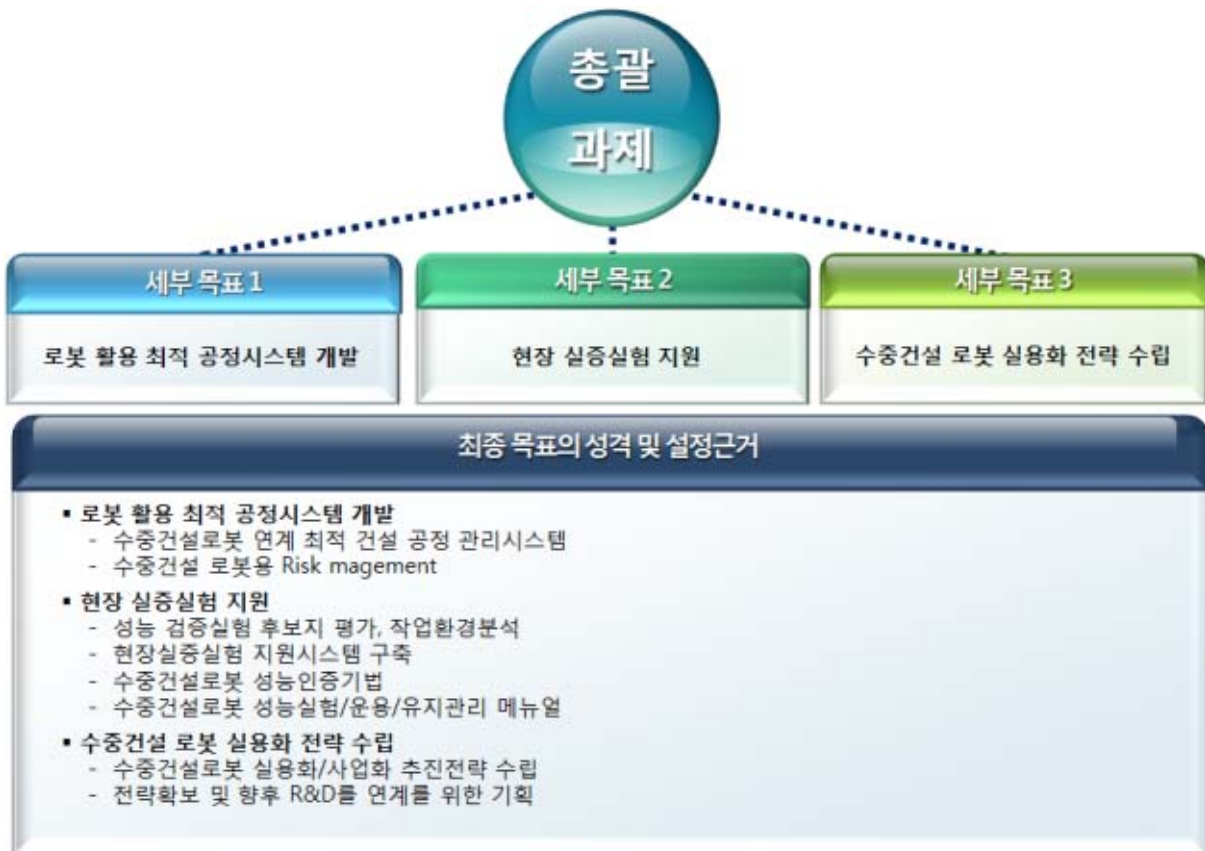 총괄
과제
세부 목표 1
세부 목표 2
세부 목표 3
로봇 활용 최적 공정시스템 개발
현장 실증실험 지원
수중건설 로봇 실용화 전략 수립
최종 목표의 성격 및 설정근거
▪ 로봇 활용 최적 공정시스템 개발
- 수중건설로봇 연계 최적 건설 공정 관리시스템
- 수중건설 로봇용 Risk magement
▪ 현장 실증실험 지원
- 성능 검증실험 후보지 평가, 작업환경분석
- 현장실증실험 지원시스템 구축
- 수중건설로봇 성능인증기법
- 수중건설로봇 성능실험/운용/유지관리 메뉴얼
▪ 수중건설 로봇 실용화 전략 수립
- 수중건설로봇 실용화/사업화 추진전략 수립
- 전략확보 및 향후 R&D를 연계를 위한 기획